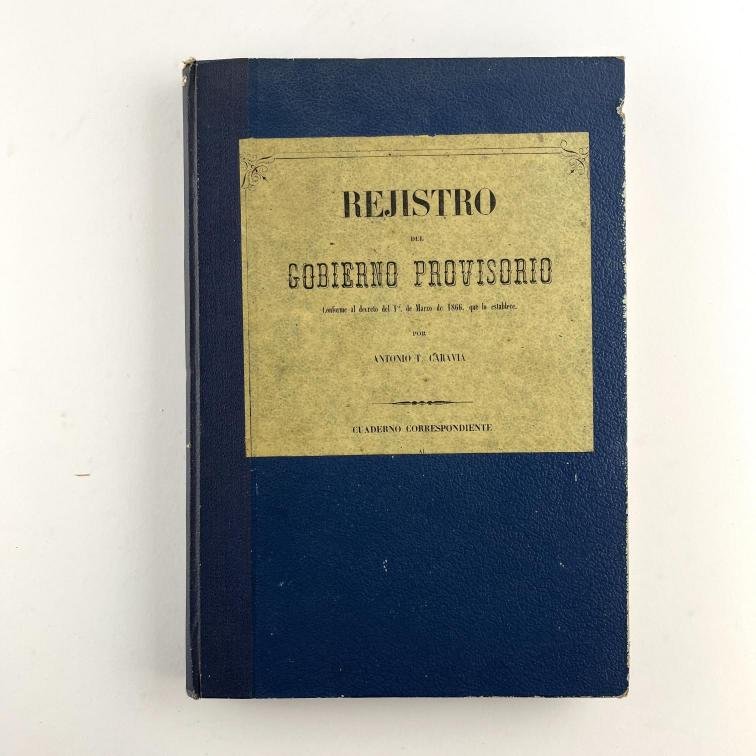 REJISTRO
DEL
GOBIERNO PROVISORIO
Conforme al decreto del 1º. de Marzo de 1866, que lo establece.
POR
ANTONIO T. CARAVIA
CUADERNO CORRESPONDIENTE
AL